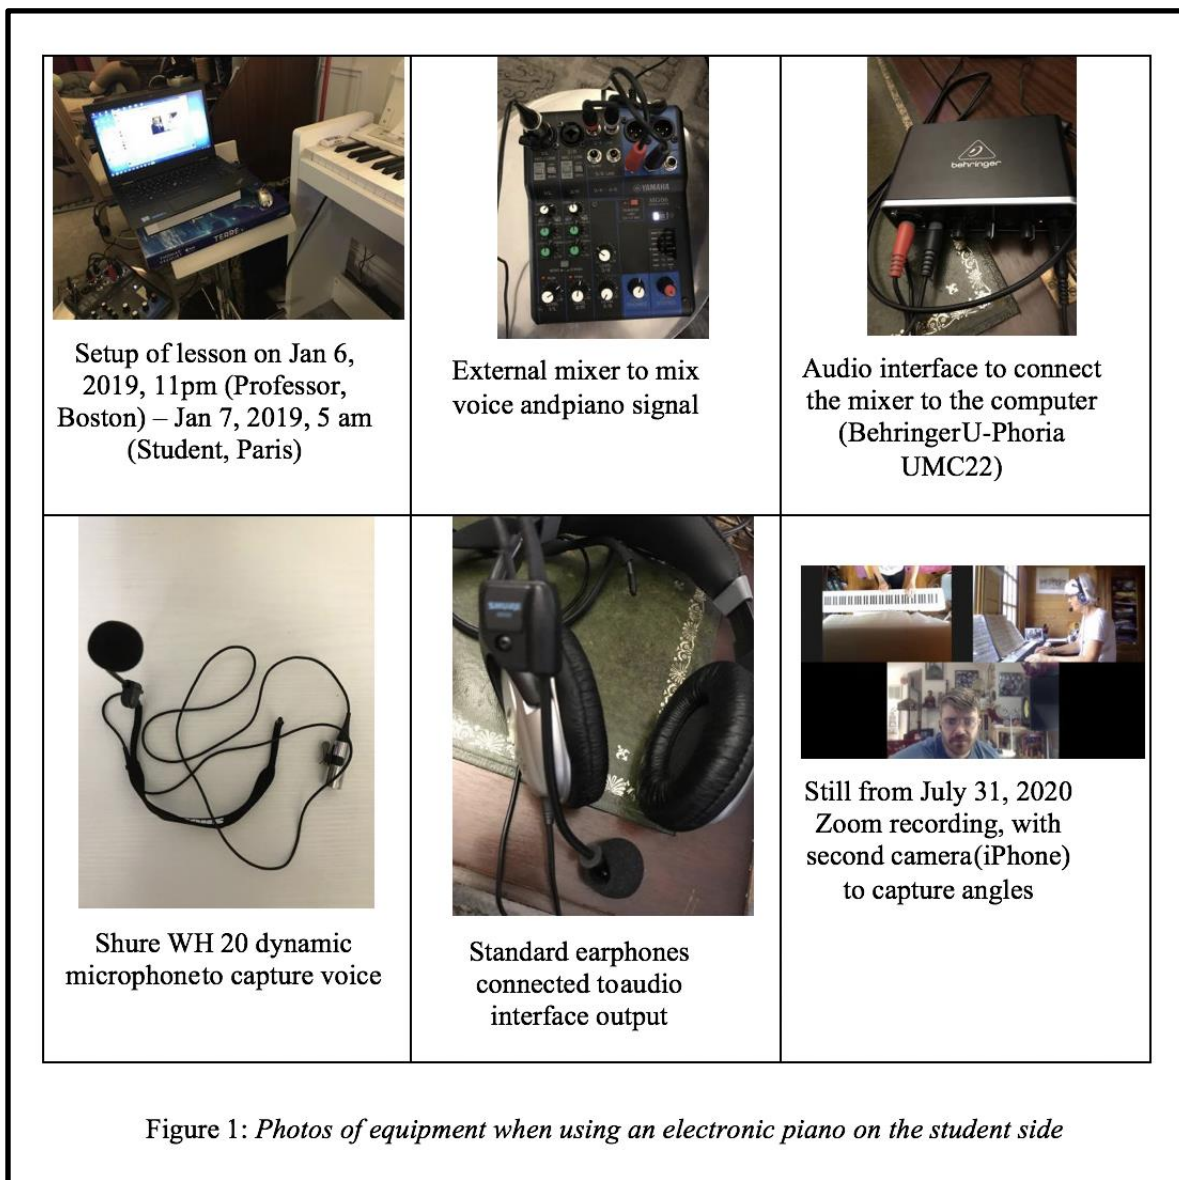 TERRE
YAMAHA
behringer
Setup of lesson on Jan 6,
2019, 11pm (Professor,
Boston) – Jan 7, 2019, 5 am
(Student, Paris)
External mixer to mix
voice andpiano signal
Audio interface to connect
the mixer to the computer
(BehringerU-Phoria
UMC22)
Shure WH 20 dynamic
microphoneto capture voice
Standard earphones
connected toaudio
interface output
Still from July 31, 2020
Zoom recording, with
second camera(iPhone)
to capture angles
Figure 1: Photos of equipment when using an electronic piano on the student side